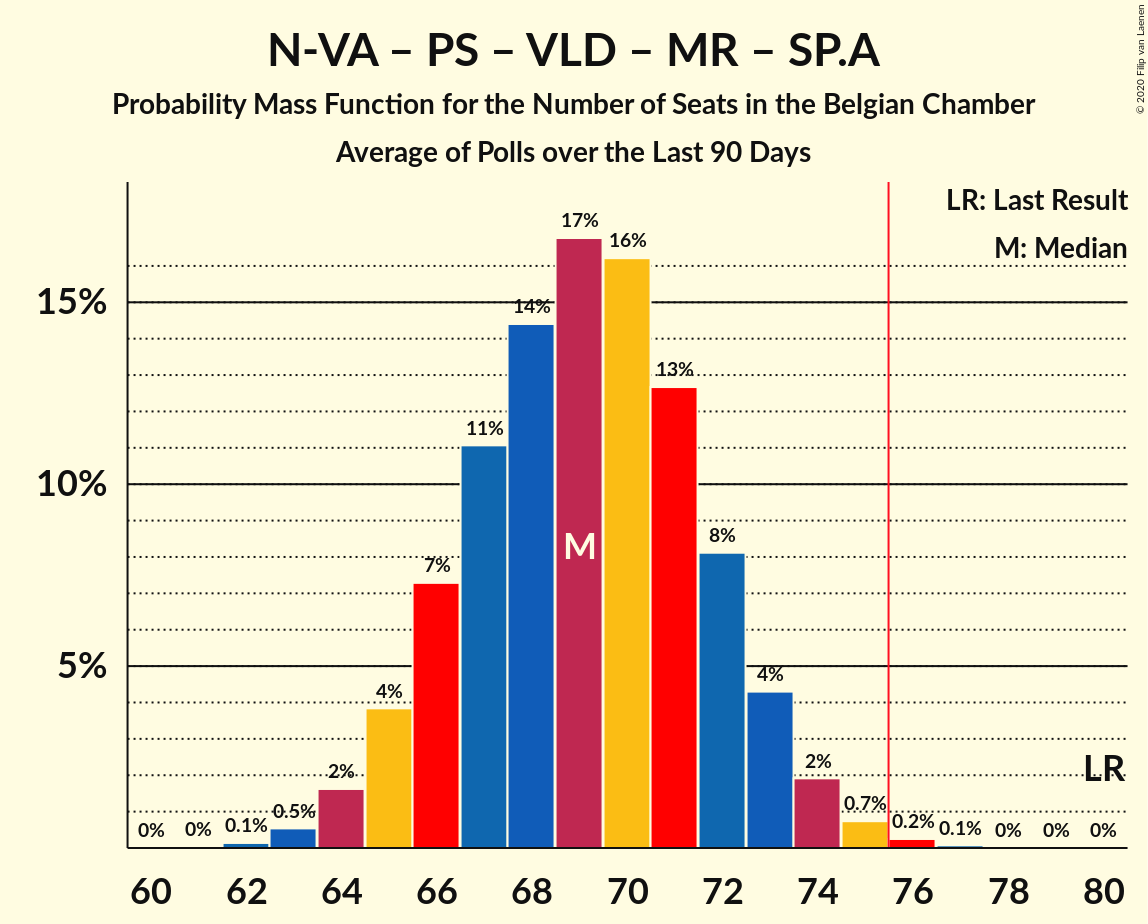 N-VA – PS – VLD – MR – SP.A
Probability Mass Function for the Number of Seats in the Belgian Chamber
Average of Polls over the Last 90 Days
© 2020 Filip van Laenen
LR: Last Result
M: Median
15%
10%
5%
0%
0%
0.1%
0.5%
2%
4%
7%
11%
14%
17%
16%
13%
8%
4%
2%
0.7%
0.2%
0.1%
0%
0%
0%
M
LR
60 62 64 66 68 70 72 74 76 78 80